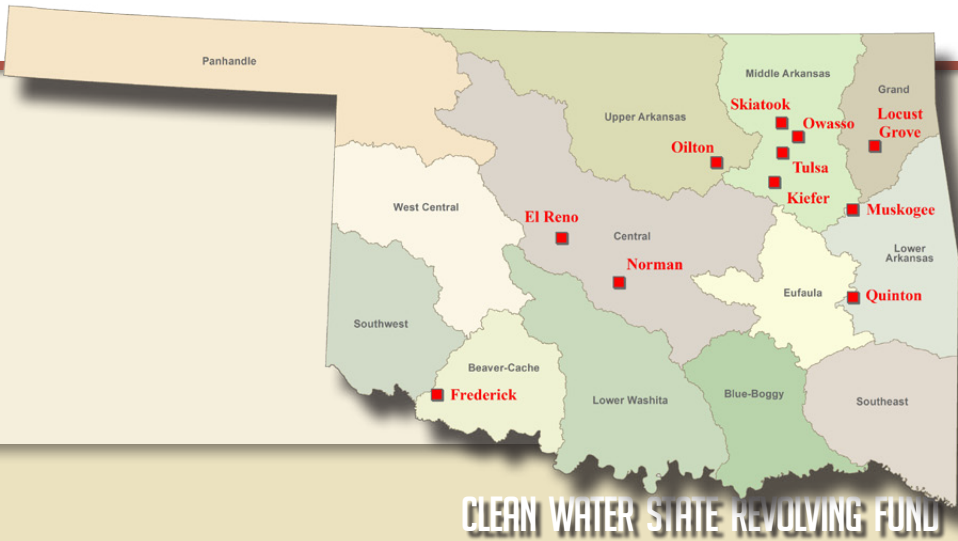 Panhandle
Middle Arkansas
Grand
Skiatook
Upper Arkansas
Owasso
Locust
Grove
Oilton
Tulsa
Kiefer
West Central
Muskogee
El Reno
Central
Lower
Arkansas
Norman
Eufaula
Quinton
Southwest
Beaver-Cache
Frederick
Lower Washita
Blue-Boggy
Southeast
CLEAN WATER STATE REVOLVING FUND